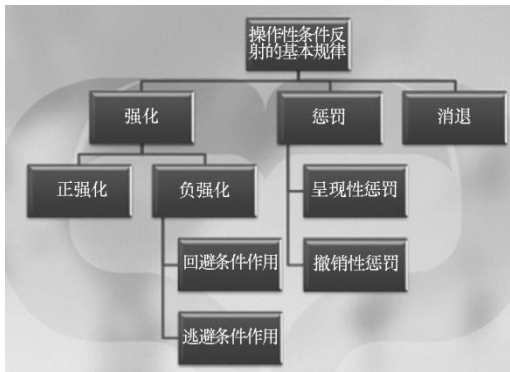 操作性条件反
射的基本规律
强化
惩罚
消退
正强化
负强化
呈现性惩罚
回避条件作用
撤销性惩罚
逃避条件作用